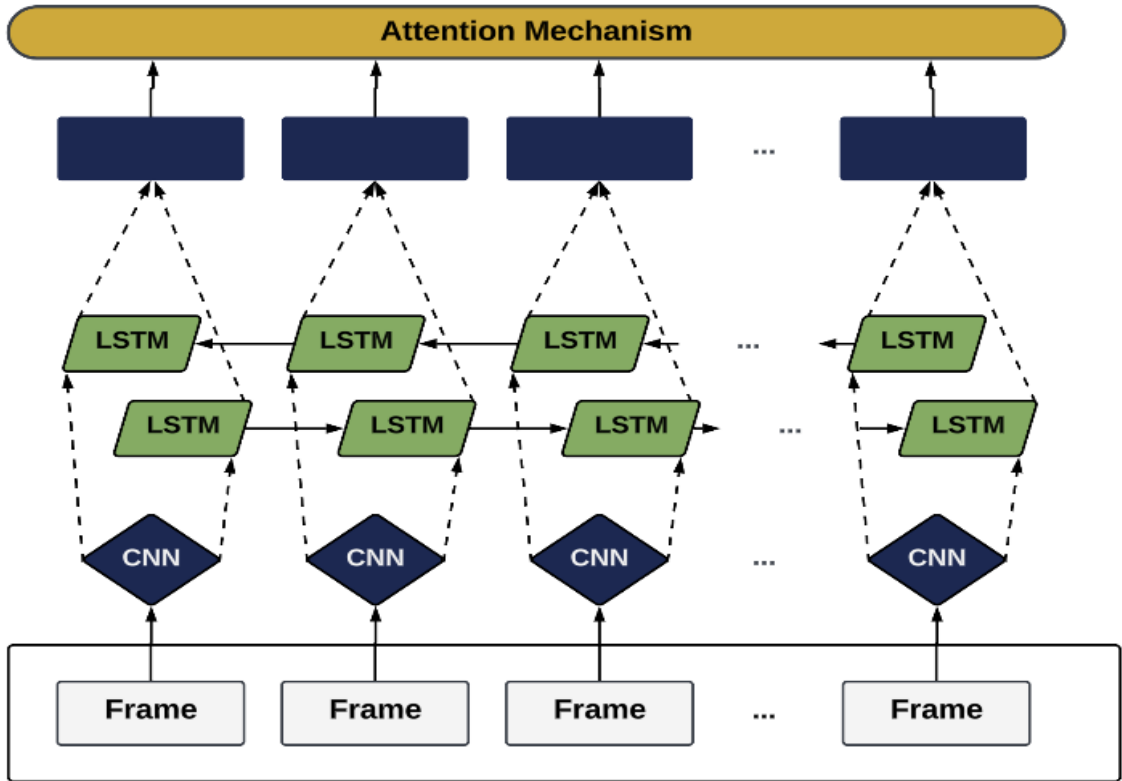 Attention Mechanism
...
LSTM LSTM LSTM ... LSTM
LSTM LSTM LSTM ... LSTM
CNN CNN CNN ... CNN
Frame Frame Frame ... Frame